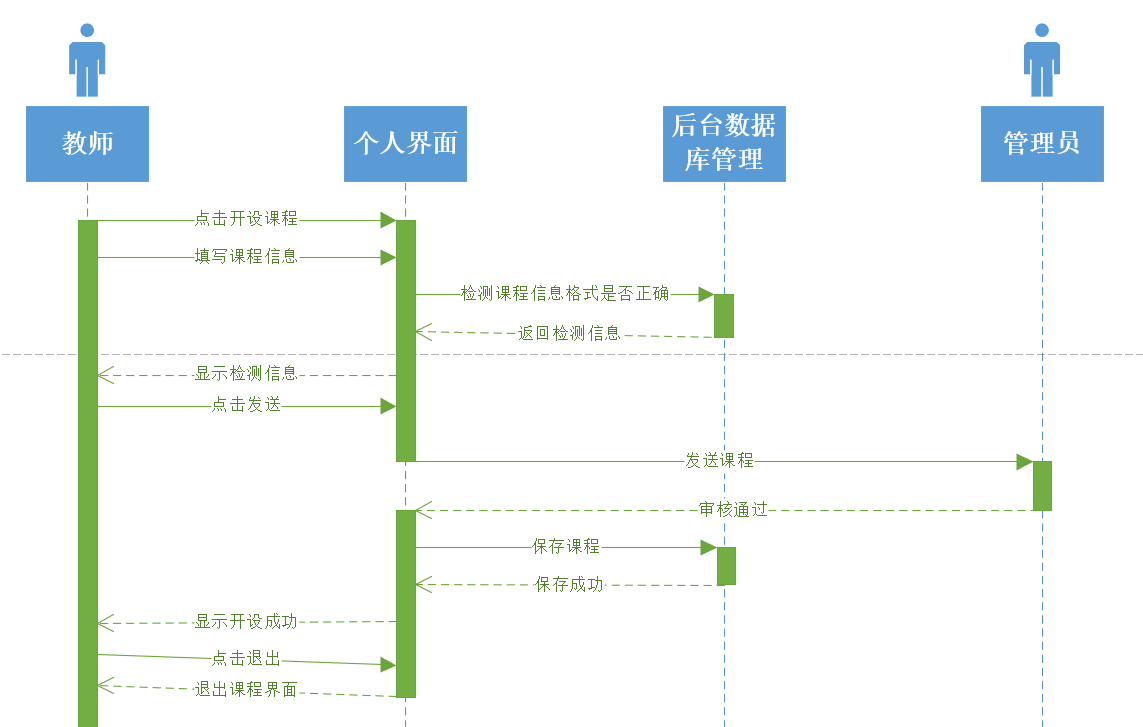 教师
个人界面
后台数据
库管理
管理员
点击开设课程
填写课程信息
检测课程信息格式是否正确
返回检测信息
显示检测信息
点击发送
发送课程
审核通过
保存课程
保存成功
显示开设成功
点击退出
退出课程界面